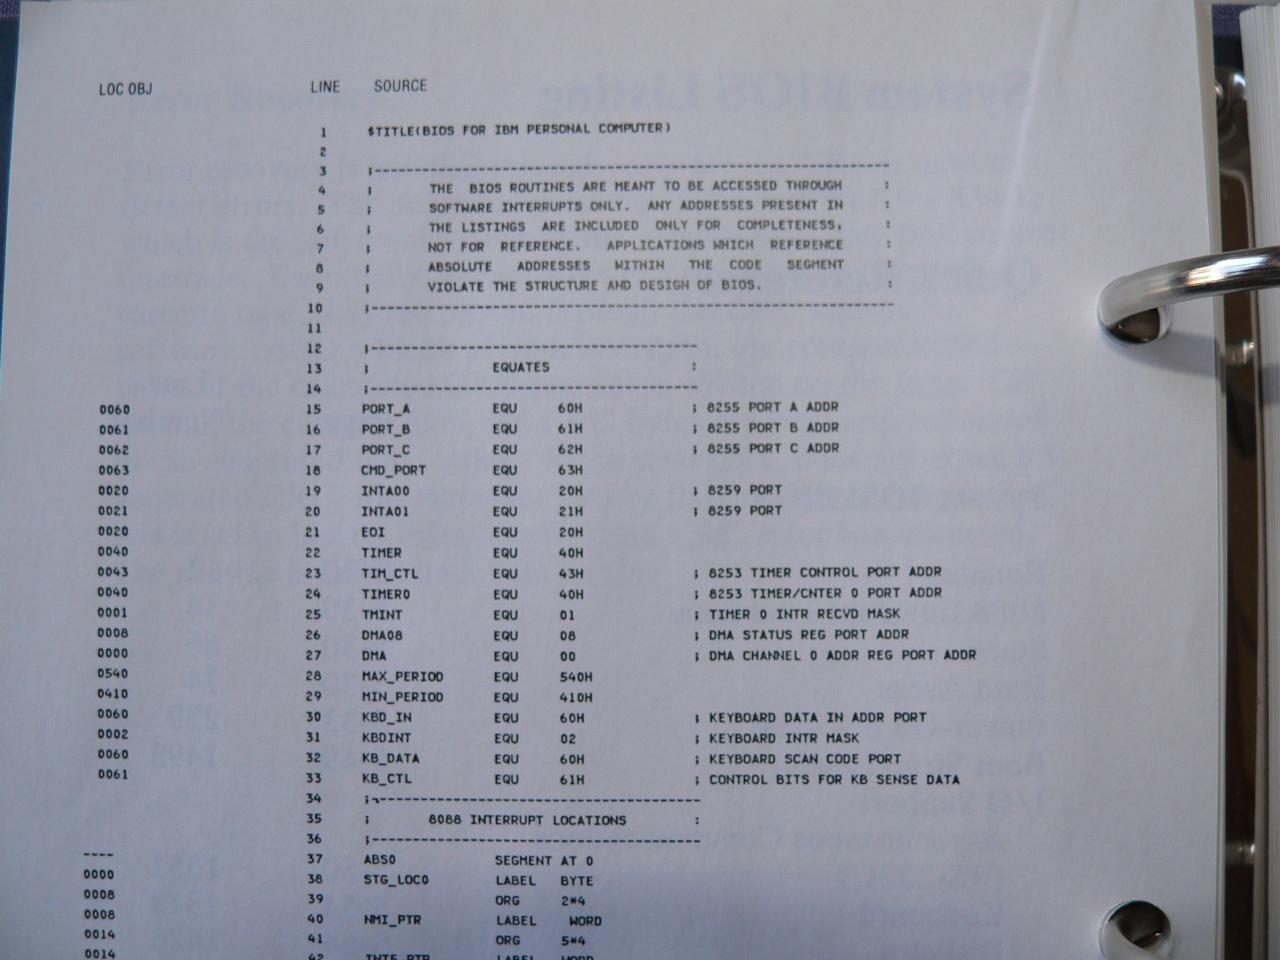 LOC OBJ LINE SOURCE
1 $TITLE(BIOS FOR IBM PERSONAL COMPUTER)
2
3 ;----------------------------------------------------------------
4 ; THE BIOS ROUTINES ARE MEANT TO BE ACCESSED THROUGH :
5 ; SOFTWARE INTERRUPTS ONLY. ANY ADDRESSES PRESENT IN :
6 ; THE LISTINGS ARE INCLUDED ONLY FOR COMPLETENESS, :
7 ; NOT FOR REFERENCE. APPLICATIONS WHICH REFERENCE :
8 ; ABSOLUTE ADDRESSES WITHIN THE CODE SEGMENT :
9 ; VIOLATE THE STRUCTURE AND DESIGN OF BIOS. :
10 ;----------------------------------------------------------------
11
12 ;----------------------------------------
13 ; EQUATES :
14 ;----------------------------------------
0060 15 PORT_A EQU 60H ; 8255 PORT A ADDR
0061 16 PORT_B EQU 61H ; 8255 PORT B ADDR
0062 17 PORT_C EQU 62H ; 8255 PORT C ADDR
0063 18 CMD_PORT EQU 63H
0020 19 INTA00 EQU 20H ; 8259 PORT
0021 20 INTA01 EQU 21H ; 8259 PORT
0020 21 EOI EQU 20H
0040 22 TIMER EQU 40H
0043 23 TIM_CTL EQU 43H ; 8253 TIMER CONTROL PORT ADDR
0040 24 TIMER0 EQU 40H ; 8253 TIMER/CNTER 0 PORT ADDR
0001 25 TMINT EQU 01 ; TIMER 0 INTR RECVD MASK
0008 26 DMA08 EQU 08 ; DMA STATUS REG PORT ADDR
0000 27 DMA EQU 00 ; DMA CHANNEL 0 ADDR REG PORT ADDR
0540 28 MAX_PERIOD EQU 540H
0410 29 MIN_PERIOD EQU 410H
0060 30 KBD_IN EQU 60H ; KEYBOARD DATA IN ADDR PORT
0002 31 KBDINT EQU 02 ; KEYBOARD INTR MASK
0060 32 KB_DATA EQU 60H ; KEYBOARD SCAN CODE PORT
0061 33 KB_CTL EQU 61H ; CONTROL BITS FOR KB SENSE DATA
34 ;----------------------------------------
35 ; 8088 INTERRUPT LOCATIONS :
36 ;----------------------------------------
---- 37 ABS0 SEGMENT AT 0
0000 38 STG_LOC0 LABEL BYTE
0008 39 ORG 2*4
0008 40 NMI_PTR LABEL WORD
0014 41 ORG 5*4
0014 42 INT5_PTR LABEL WORD